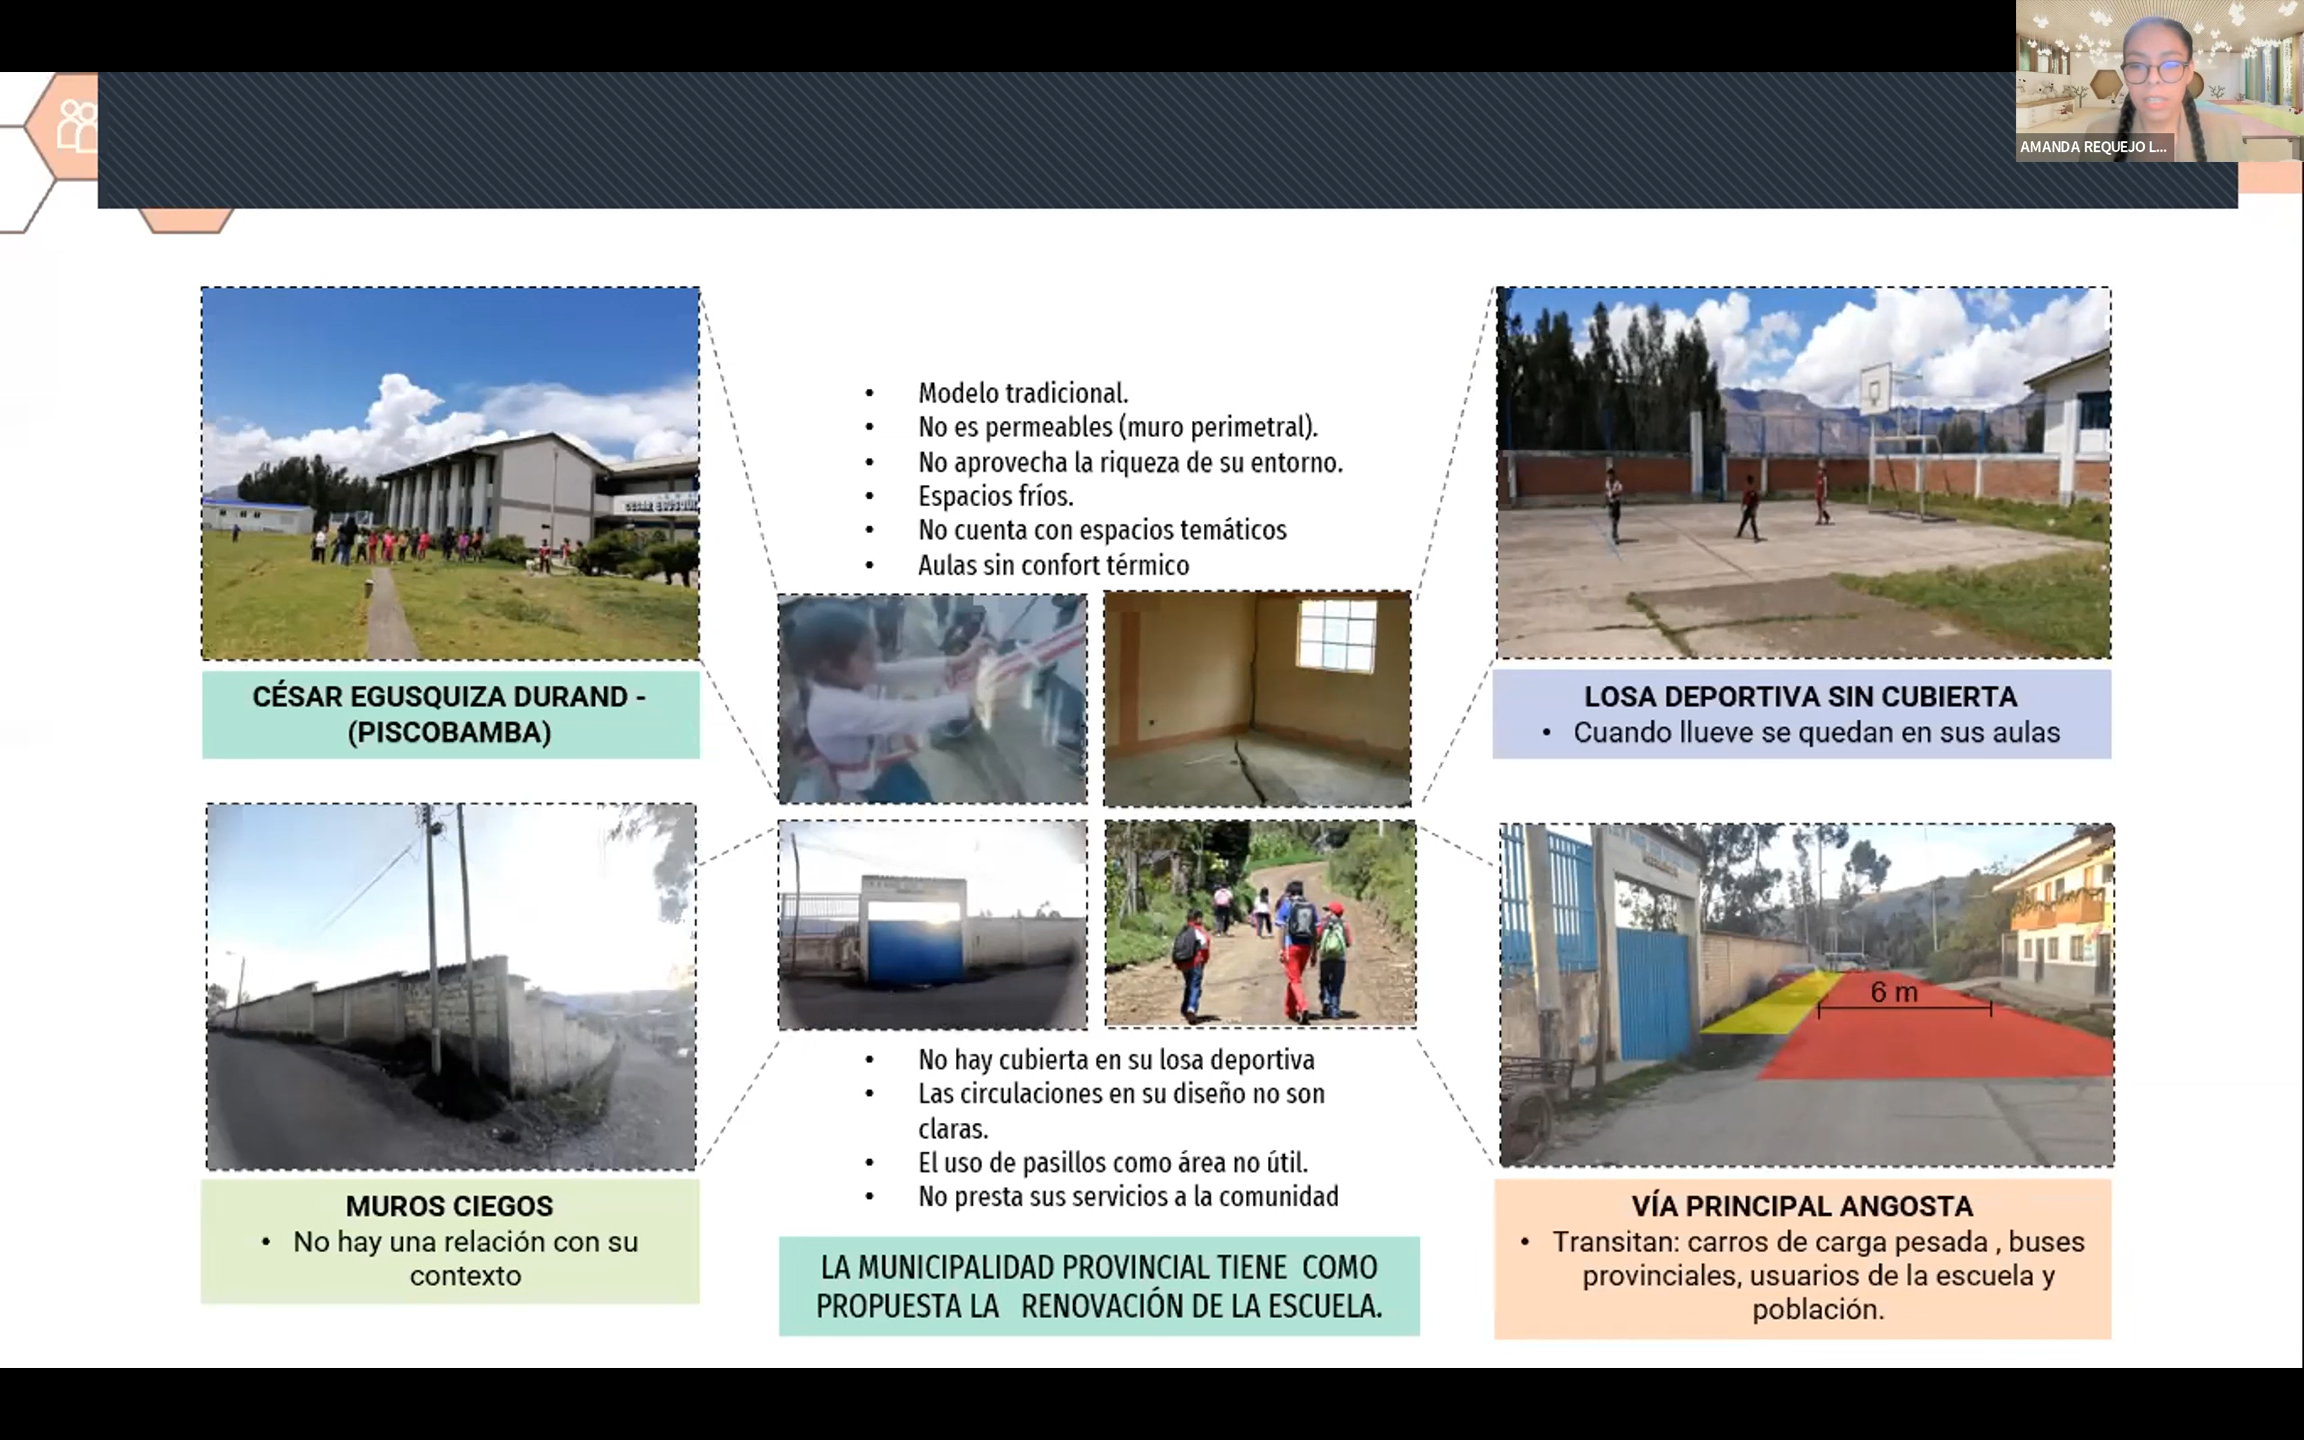 AMANDA REQUEJO L...
• Modelo tradicional.
• No es permeables (muro perimetral).
• No aprovecha la riqueza de su entorno.
• Espacios fríos.
• No cuenta con espacios temáticos
• Aulas sin confort térmico
CÉSAR EGUSQUIZA DURAND -
(PISCOBAMBA)
LOSA DEPORTIVA SIN CUBIERTA
• Cuando llueve se quedan en sus aulas
6 m
• No hay cubierta en su losa deportiva
• Las circulaciones en su diseño no son
claras.
• El uso de pasillos como área no útil.
• No presta sus servicios a la comunidad
MUROS CIEGOS
• No hay una relación con su
contexto
LA MUNICIPALIDAD PROVINCIAL TIENE COMO
PROPUESTA LA RENOVACIÓN DE LA ESCUELA.
VÍA PRINCIPAL ANGOSTA
• Transitan: carros de carga pesada , buses
provinciales, usuarios de la escuela y
población.